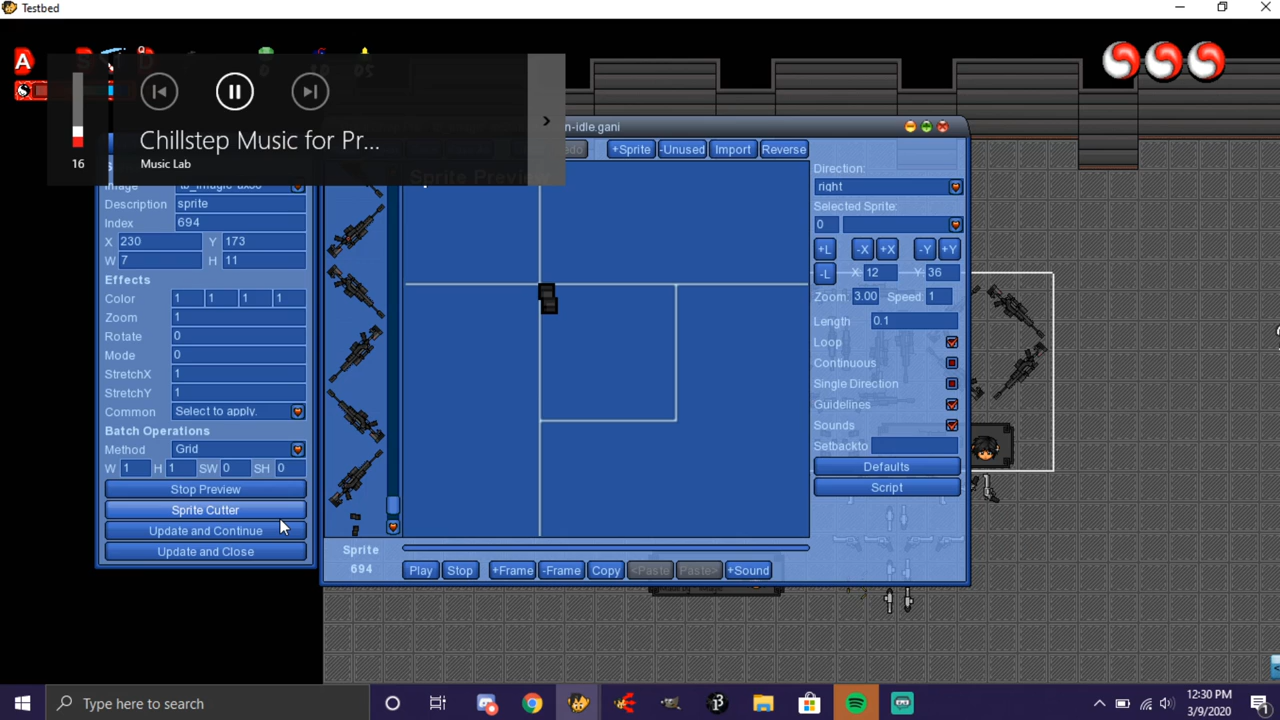 Testbed
A
S
Q
D
Chillstep Music for Pr...
16
Music Lab
n-idle.gani
+Sprite
-Unused
Import
Reverse
Sprite Preview
Description
sprite
Index
694
X
230
Y
173
W
7
H
11
Effects
Color
1
1
1
1
Zoom
1
Rotate
0
Mode
0
StretchX
1
StretchY
1
Common
Select to apply.
Batch Operations
Method
Grid
W
1
H
1
SW
0
SH
0
Stop Preview
Sprite Cutter
Update and Continue
Update and Close
Sprite
694
Play
Stop
+Frame
-Frame
Copy
<Paste
Paste>
+Sound
Direction:
right
Selected Sprite:
0
+L
-X
+X
-Y
+Y
-L
X
12
Y
36
Zoom:
3.00
Speed:
1
Length
0.1
Loop
Continuous
Single Direction
Guidelines
Sounds
Setbackto
Defaults
Script
Type here to search
12:30 PM
3/9/2020
1